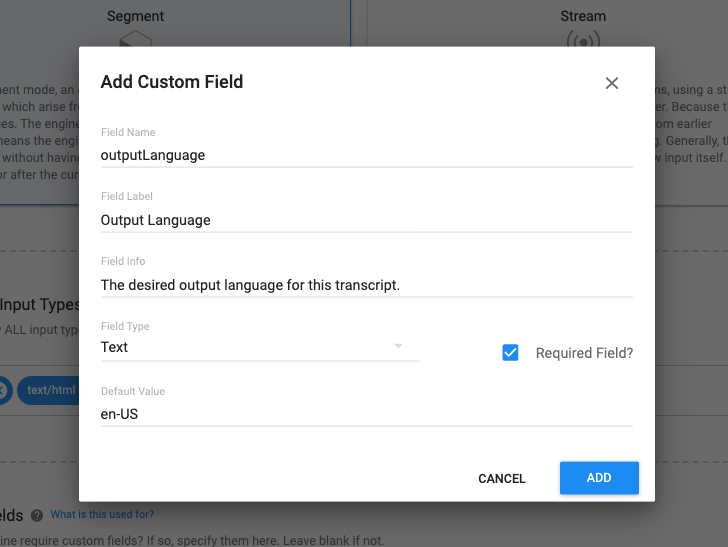 Segment
Stream
ment mode, an
ms, using a st
which arise fr
er. Because t
es. The engine
om earlier
means the engi
g. Generally, th
without having
w input itself.
or after the cur
Add Custom Field
Field Name
outputLanguage
Field Label
Output Language
Field Info
The desired output language for this transcript.
Field Type
Text
Required Field?
Default Value
en-US
CANCEL
ADD
Input Types
ALL input typ
text/html
elds
What is this used for?
ine require custom fields? If so, specify them here. Leave blank if not.